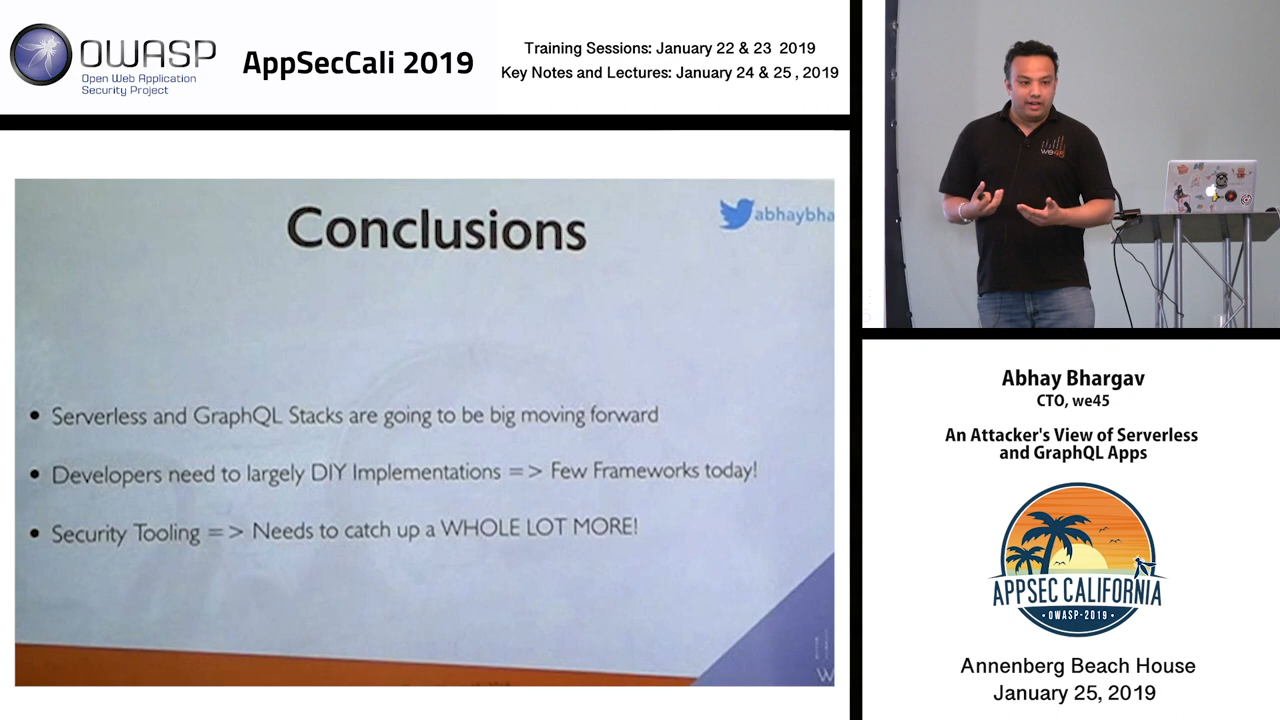 OWASP
Open Web Application
Security Project
AppSecCali 2019
Training Sessions: January 22 & 23 2019
Key Notes and Lectures: January 24 & 25 , 2019
Conclusions
abhaybha
• Serverless and GraphQL Stacks are going to be big moving forward
• Developers need to largely DIY Implementations => Few Frameworks today!
• Security Tooling => Needs to catch up a WHOLE LOT MORE!
we45
Abhay Bhargav
CTO, we45
An Attacker's View of Serverless
and GraphQL Apps
APPSEC CALIFORNIA
• OWASP-2019 •
Annenberg Beach House
January 25, 2019